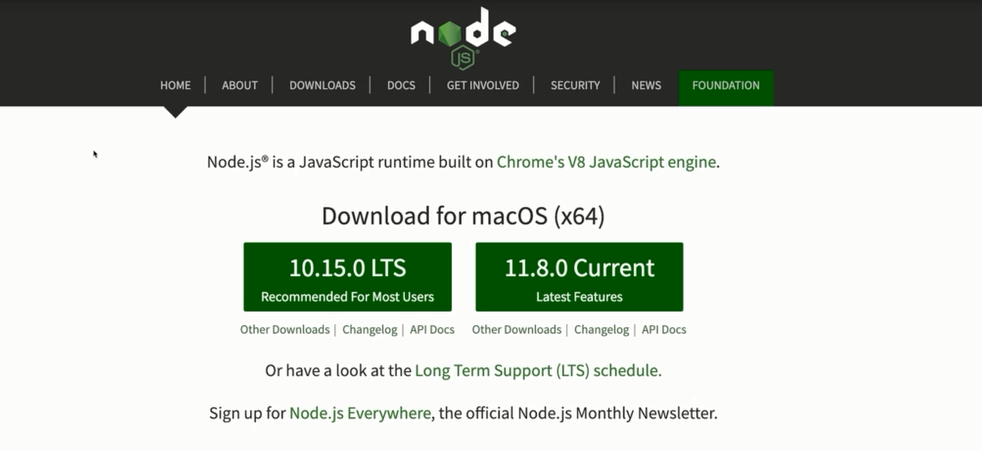 node
JS
HOME | ABOUT | DOWNLOADS | DOCS | GET INVOLVED | SECURITY | NEWS | FOUNDATION
Node.js® is a JavaScript runtime built on Chrome's V8 JavaScript engine.
Download for macOS (x64)
10.15.0 LTS
Recommended For Most Users
11.8.0 Current
Latest Features
Other Downloads | Changelog | API Docs
Other Downloads | Changelog | API Docs
Or have a look at the Long Term Support (LTS) schedule.
Sign up for Node.js Everywhere, the official Node.js Monthly Newsletter.